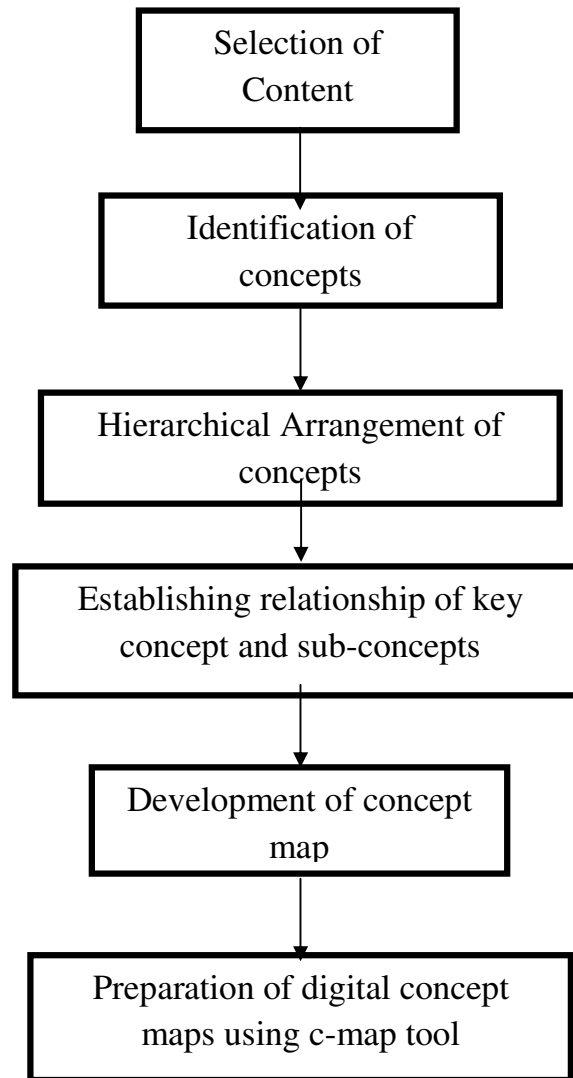 Selection of
Content
Identification of
concepts
Hierarchical Arrangement of
concepts
Establishing relationship of key
concept and sub-concepts
Development of concept
map
Preparation of digital concept
maps using c-map tool